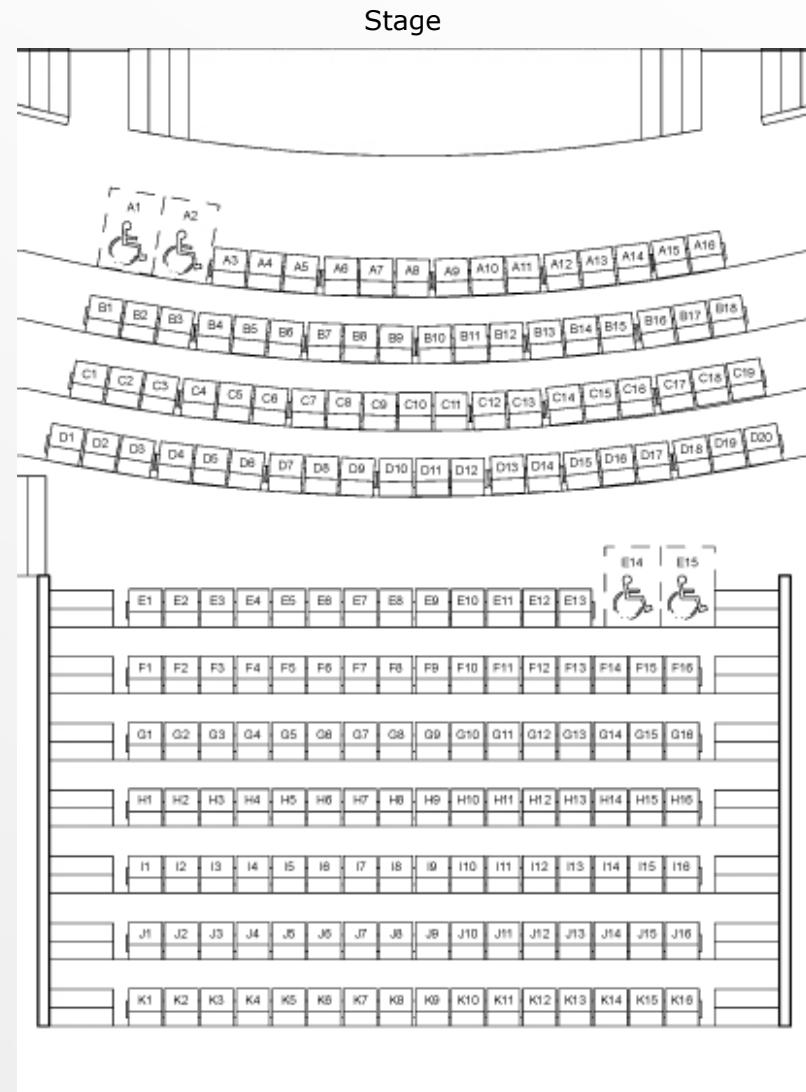 Stage
A1 A2 A3 A4 A5 A6 A7 A8 A9 A10 A11 A12 A13 A14 A15 A16
B1 B2 B3 B4 B5 B6 B7 B8 B9 B10 B11 B12 B13 B14 B15 B16 B17 B18
C1 C2 C3 C4 C5 C6 C7 C8 C9 C10 C11 C12 C13 C14 C15 C16 C17 C18 C19
D1 D2 D3 D4 D5 D6 D7 D8 D9 D10 D11 D12 D13 D14 D15 D16 D17 D18 D19 D20
E1 E2 E3 E4 E5 E6 E7 E8 E9 E10 E11 E12 E13 E14 E15
F1 F2 F3 F4 F5 F6 F7 F8 F9 F10 F11 F12 F13 F14 F15 F16
G1 G2 G3 G4 G5 G6 G7 G8 G9 G10 G11 G12 G13 G14 G15 G16
H1 H2 H3 H4 H5 H6 H7 H8 H9 H10 H11 H12 H13 H14 H15 H16
I1 I2 I3 I4 I5 I6 I7 I8 I9 I10 I11 I12 I13 I14 I15 I16
J1 J2 J3 J4 J5 J6 J7 J8 J9 J10 J11 J12 J13 J14 J15 J16
K1 K2 K3 K4 K5 K6 K7 K8 K9 K10 K11 K12 K13 K14 K15 K16